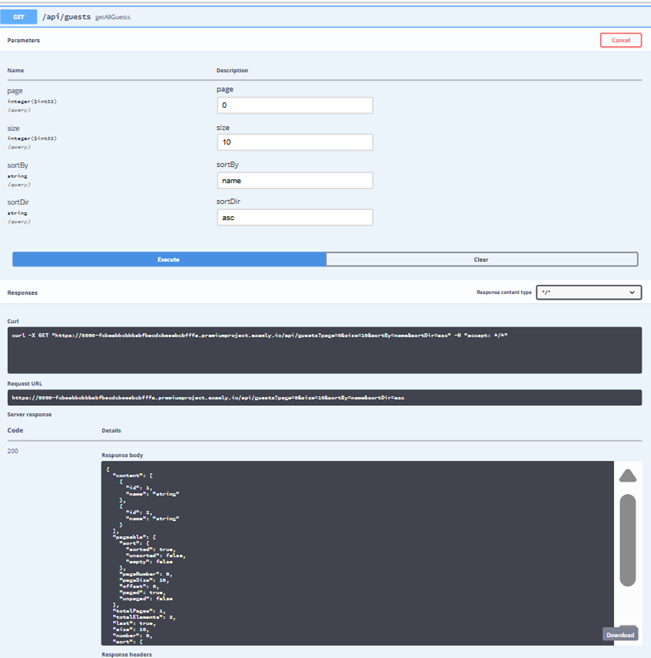 GET /api/guests getAllGuests
Parameters
Cancel
Name Description
page page
integer($int32) 0
(query)
size size
integer($int32) 10
(query)
sortBy sortBy
string name
(query)
sortDir sortDir
string asc
(query)
Execute Clear
Responses Response content type */*
Curl
curl -X GET "https:// .premiumproject.examly.io/api/guests?page=0&size=10&sortBy=name&sortDir=asc" -H "accept: */*"
Request URL
https:// .premiumproject.examly.io/api/guests?page=0&size=10&sortBy=name&sortDir=asc
Server response
Code Details
200
Response body
{
"content": [
{
"id": 1,
"name": "string"
},
{
"id": 2,
"name": "string"
}
],
"pageable": {
"sort": {
"sorted": true,
"unsorted": false,
"empty": false
},
"pageNumber": 0,
"pageSize": 10,
"offset": 0,
"paged": true,
"unpaged": false
},
"totalPages": 1,
"totalElements": 2,
"last": true,
"size": 10,
"number": 0,
"sort": {
Download
Response headers